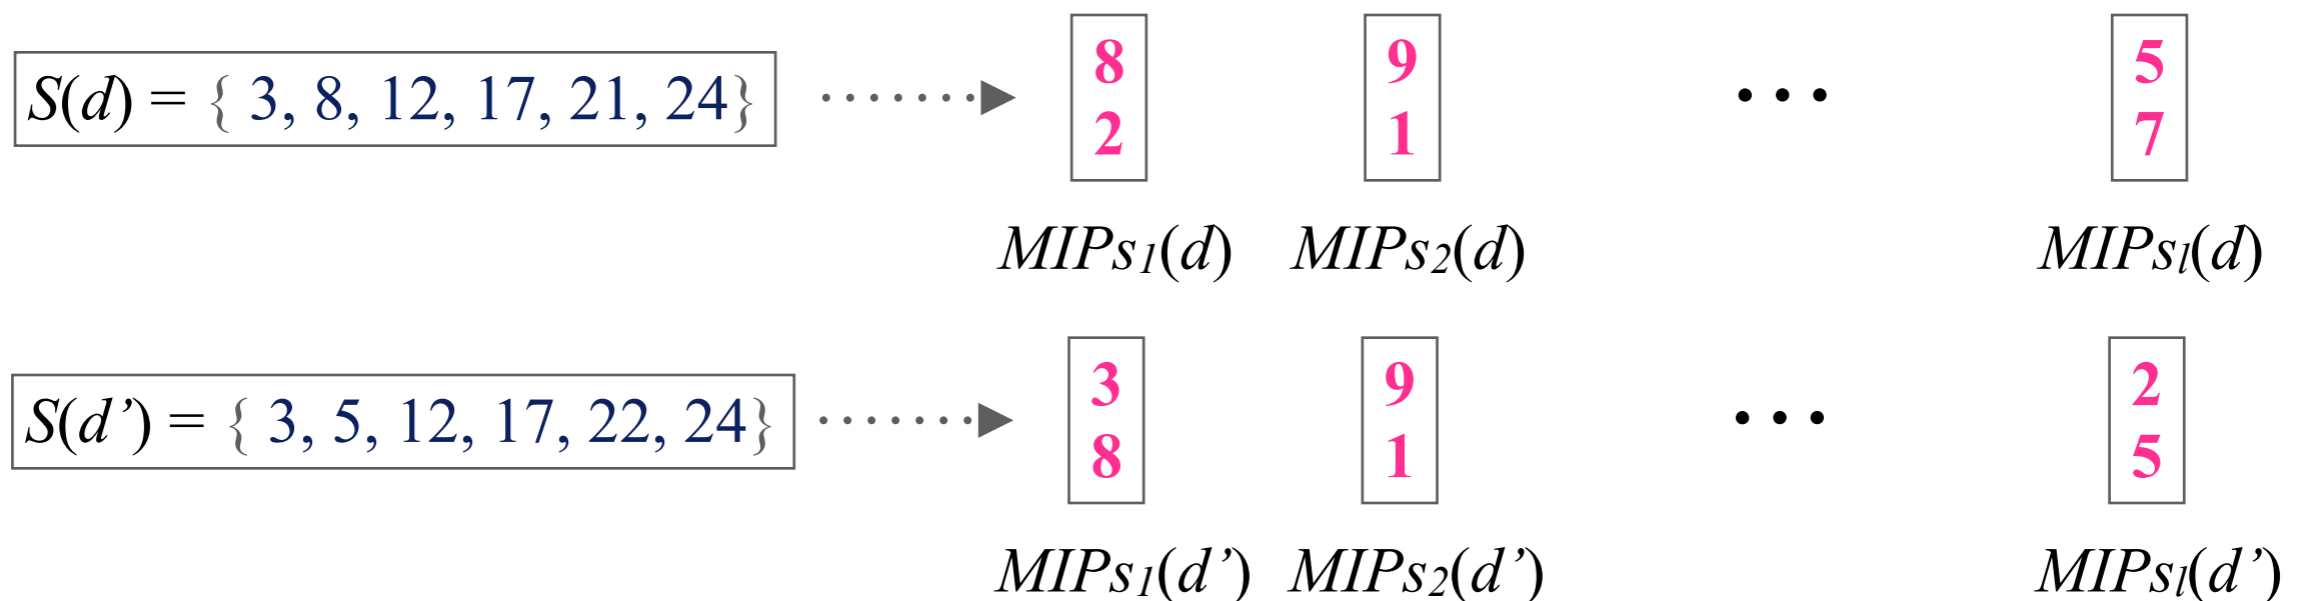 S(d) = { 3, 8, 12, 17, 21, 24}
8
2
9
1
• • •
5
7
MIPs1(d)
MIPs2(d)
MIPsl(d)
S(d’) = { 3, 5, 12, 17, 22, 24}
3
8
9
1
• • •
2
5
MIPs1(d’)
MIPs2(d’)
MIPsl(d’)